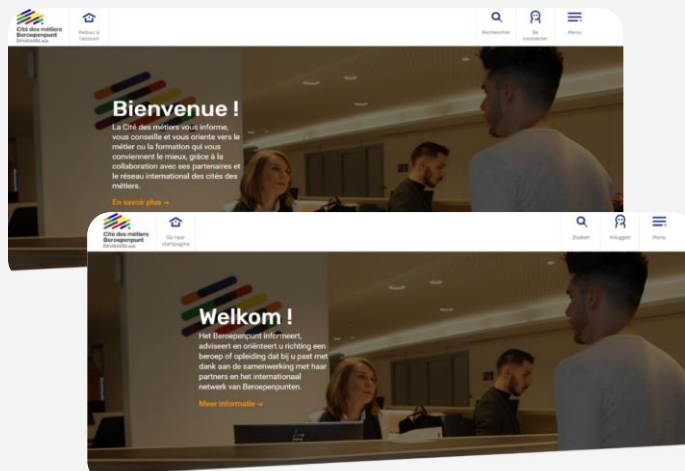 Cité des métiers
Beroepenpunt
Retour à
l'accueil
Rechercher
Se
connecter
Menu
Bienvenue !
La Cité des métiers vous informe,
vous conseille et vous oriente vers le
métier ou la formation qui vous
conviennent le mieux, grâce à la
collaboration avec ses partenaires et
le réseau international des cités des
métiers.
En savoir plus →
Cité des métiers
Beroepenpunt
Ga naar
startpagina
Zoeken
Inloggen
Menu
Welkom !
Het Beroepenpunt informeert,
adviseert en oriënteert u richting een
beroep of opleiding dat bij u past met
dank aan de samenwerking met haar
partners en het internationaal
netwerk van Beroepenpunten.
Meer informatie →